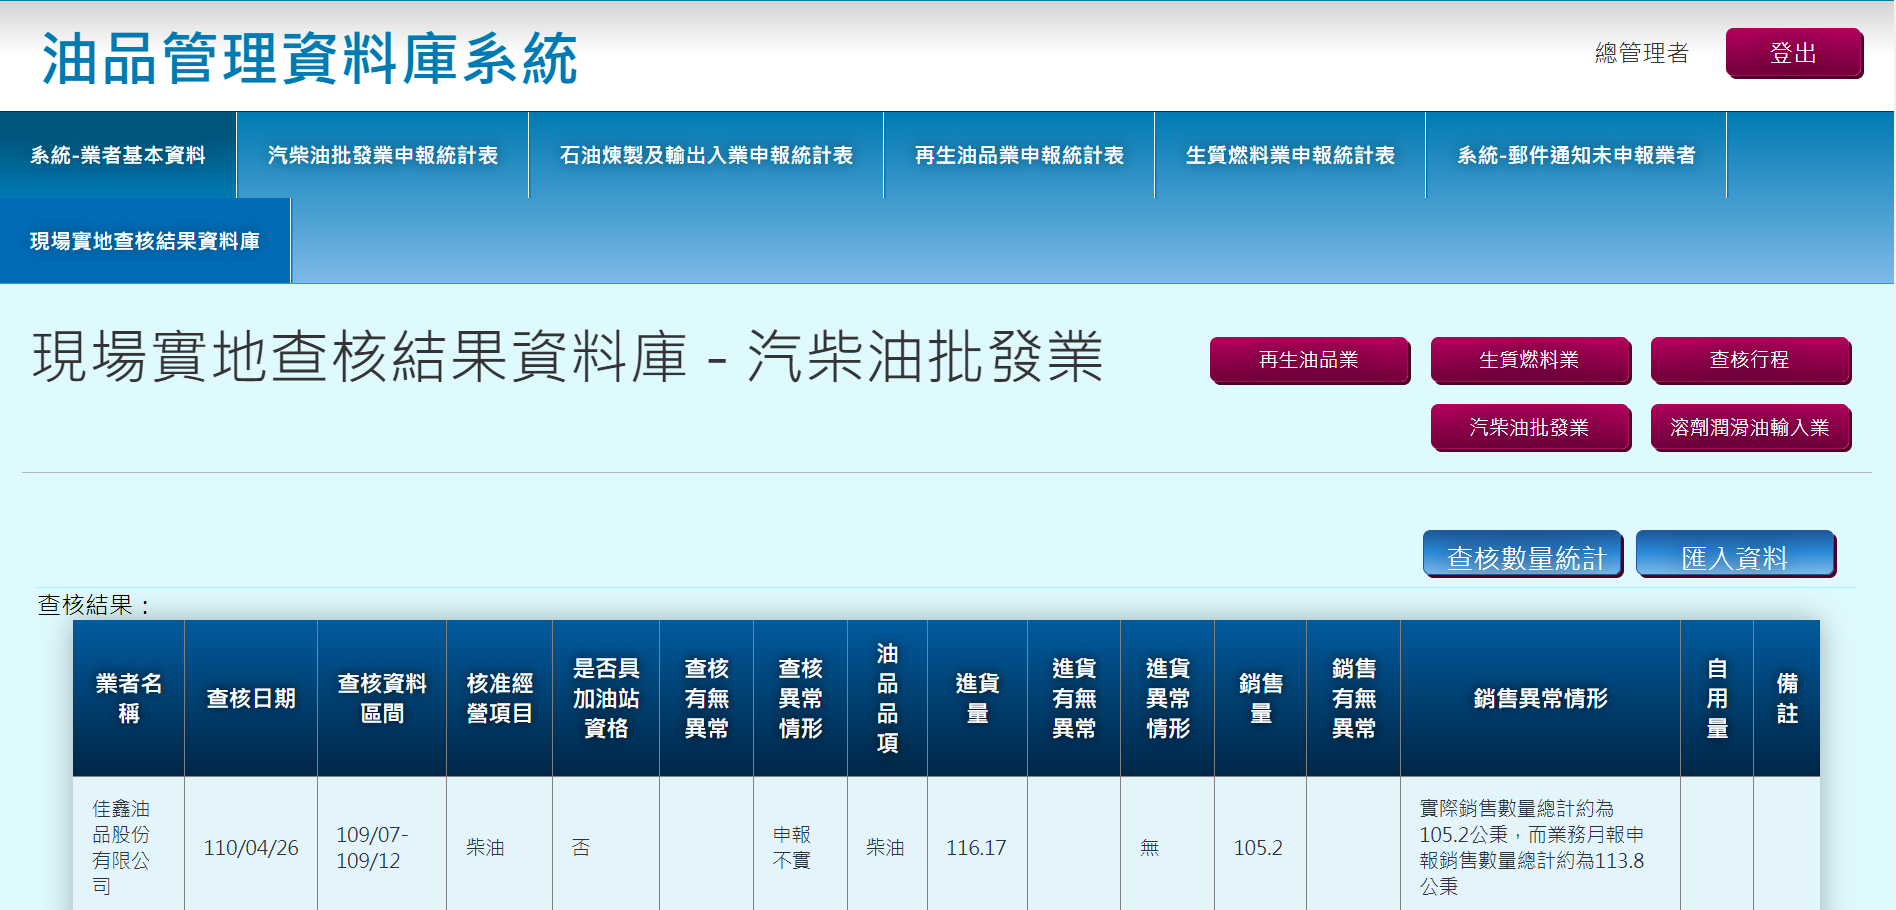 油品管理資料庫系統
總管理者
登出
系統-業者基本資料
汽柴油批發業申報統計表
石油煉製及輸出入業申報統計表
再生油品業申報統計表
生質燃料業申報統計表
系統-郵件通知未申報業者
現場實地查核結果資料庫
現場實地查核結果資料庫 - 汽柴油批發業
再生油品業
生質燃料業
查核行程
汽柴油批發業
溶劑潤滑油輸入業
查核數量統計
匯入資料
查核結果：
業者名
稱
查核日期
查核資料
區間
核准經
營項目
是否具
加油站
資格
查核
有無
異常
查核
異常
情形
油
品
品
項
進貨
量
進貨
有無
異常
進貨
異常
情形
銷售
量
銷售
有無
異常
銷售異常情形
自
用
量
備
註
佳鑫油
品股份
有限公
司
110/04/26
109/07-
109/12
柴油
否
申報
不實
柴油
116.17
無
105.2
實際銷售數量總計約為
105.2公秉，而業務月報申
報銷售數量總計約為113.8
公秉